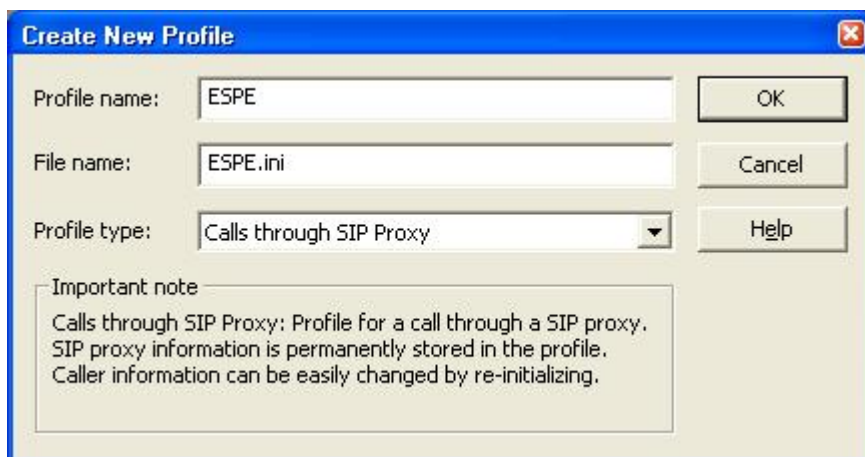 Create New Profile
Profile name: ESPE OK
File name: ESPE.ini Cancel
Profile type: Calls through SIP Proxy Help
Important note
Calls through SIP Proxy: Profile for a call through a SIP proxy.
SIP proxy information is permanently stored in the profile.
Caller information can be easily changed by re-initializing.